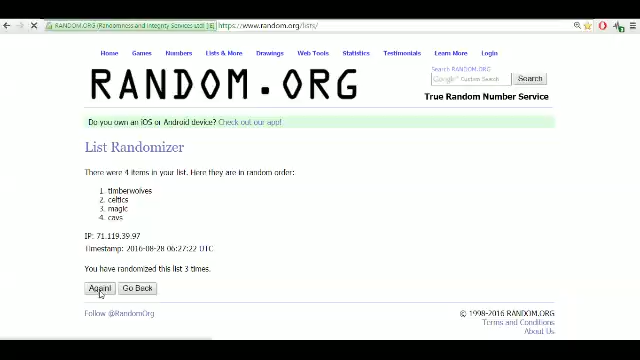 RANDOM.ORG (Randomness and Integrity Services Ltd) [IE] https://www.random.org/lists/
Home Games Numbers Lists & More Drawings Web Tools Statistics Testimonials Learn More Login
RANDOM.ORG
Search RANDOM.ORG
Google Custom Search Search
True Random Number Service
Do you own an iOS or Android device? Check out our app!
List Randomizer
There were 4 items in your list. Here they are in random order:
1. timberwolves
2. celtics
3. magic
4. cavs
IP: 71.119.39.97
Timestamp: 2016-08-28 06:27:22 UTC
You have randomized this list 3 times.
Again! Go Back
Follow @RandomOrg
© 1998-2016 RANDOM.ORG
Terms and Conditions
About Us